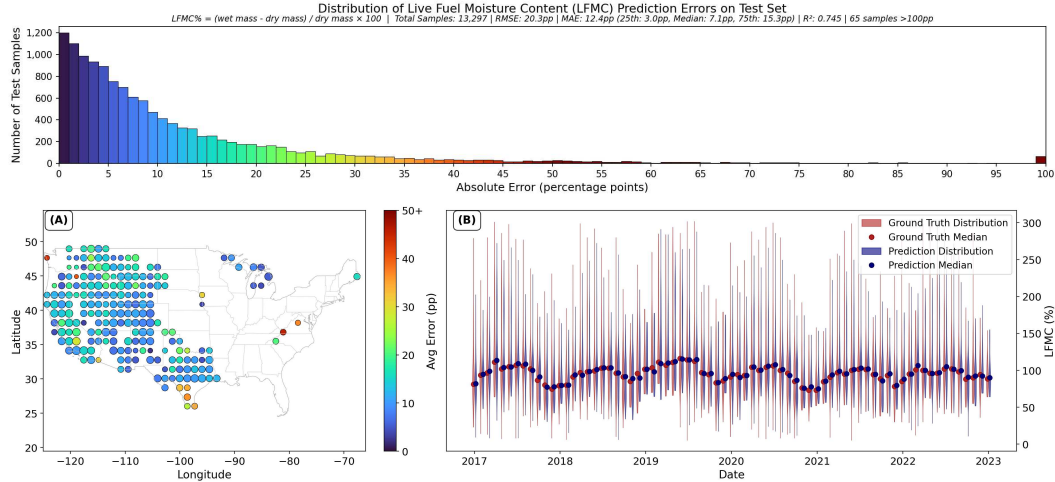 Distribution of Live Fuel Moisture Content (LFMC) Prediction Errors on Test Set
LFMC% = (wet mass - dry mass) / dry mass × 100 | Total Samples: 13,297 | RMSE: 20.3pp | MAE: 12.4pp (25th: 3.0pp, Median: 7.1pp, 75th: 15.3pp) | R²: 0.745 | 65 samples >100pp
Number of Test Samples
1,200
1,000
800
600
400
200
0
0 5 10 15 20 25 30 35 40 45 50 55 60 65 70 75 80 85 90 95 100
Absolute Error (percentage points)
(A)
Latitude
50
45
40
35
30
25
20
−120 −110 −100 −90 −80 −70
Longitude
50+
40
30
20
10
0
Avg Error (pp)
(B)
Ground Truth Distribution
Ground Truth Median
Prediction Distribution
Prediction Median
300
250
200
150
100
50
0
LFMC (%)
2017 2018 2019 2020 2021 2022 2023
Date